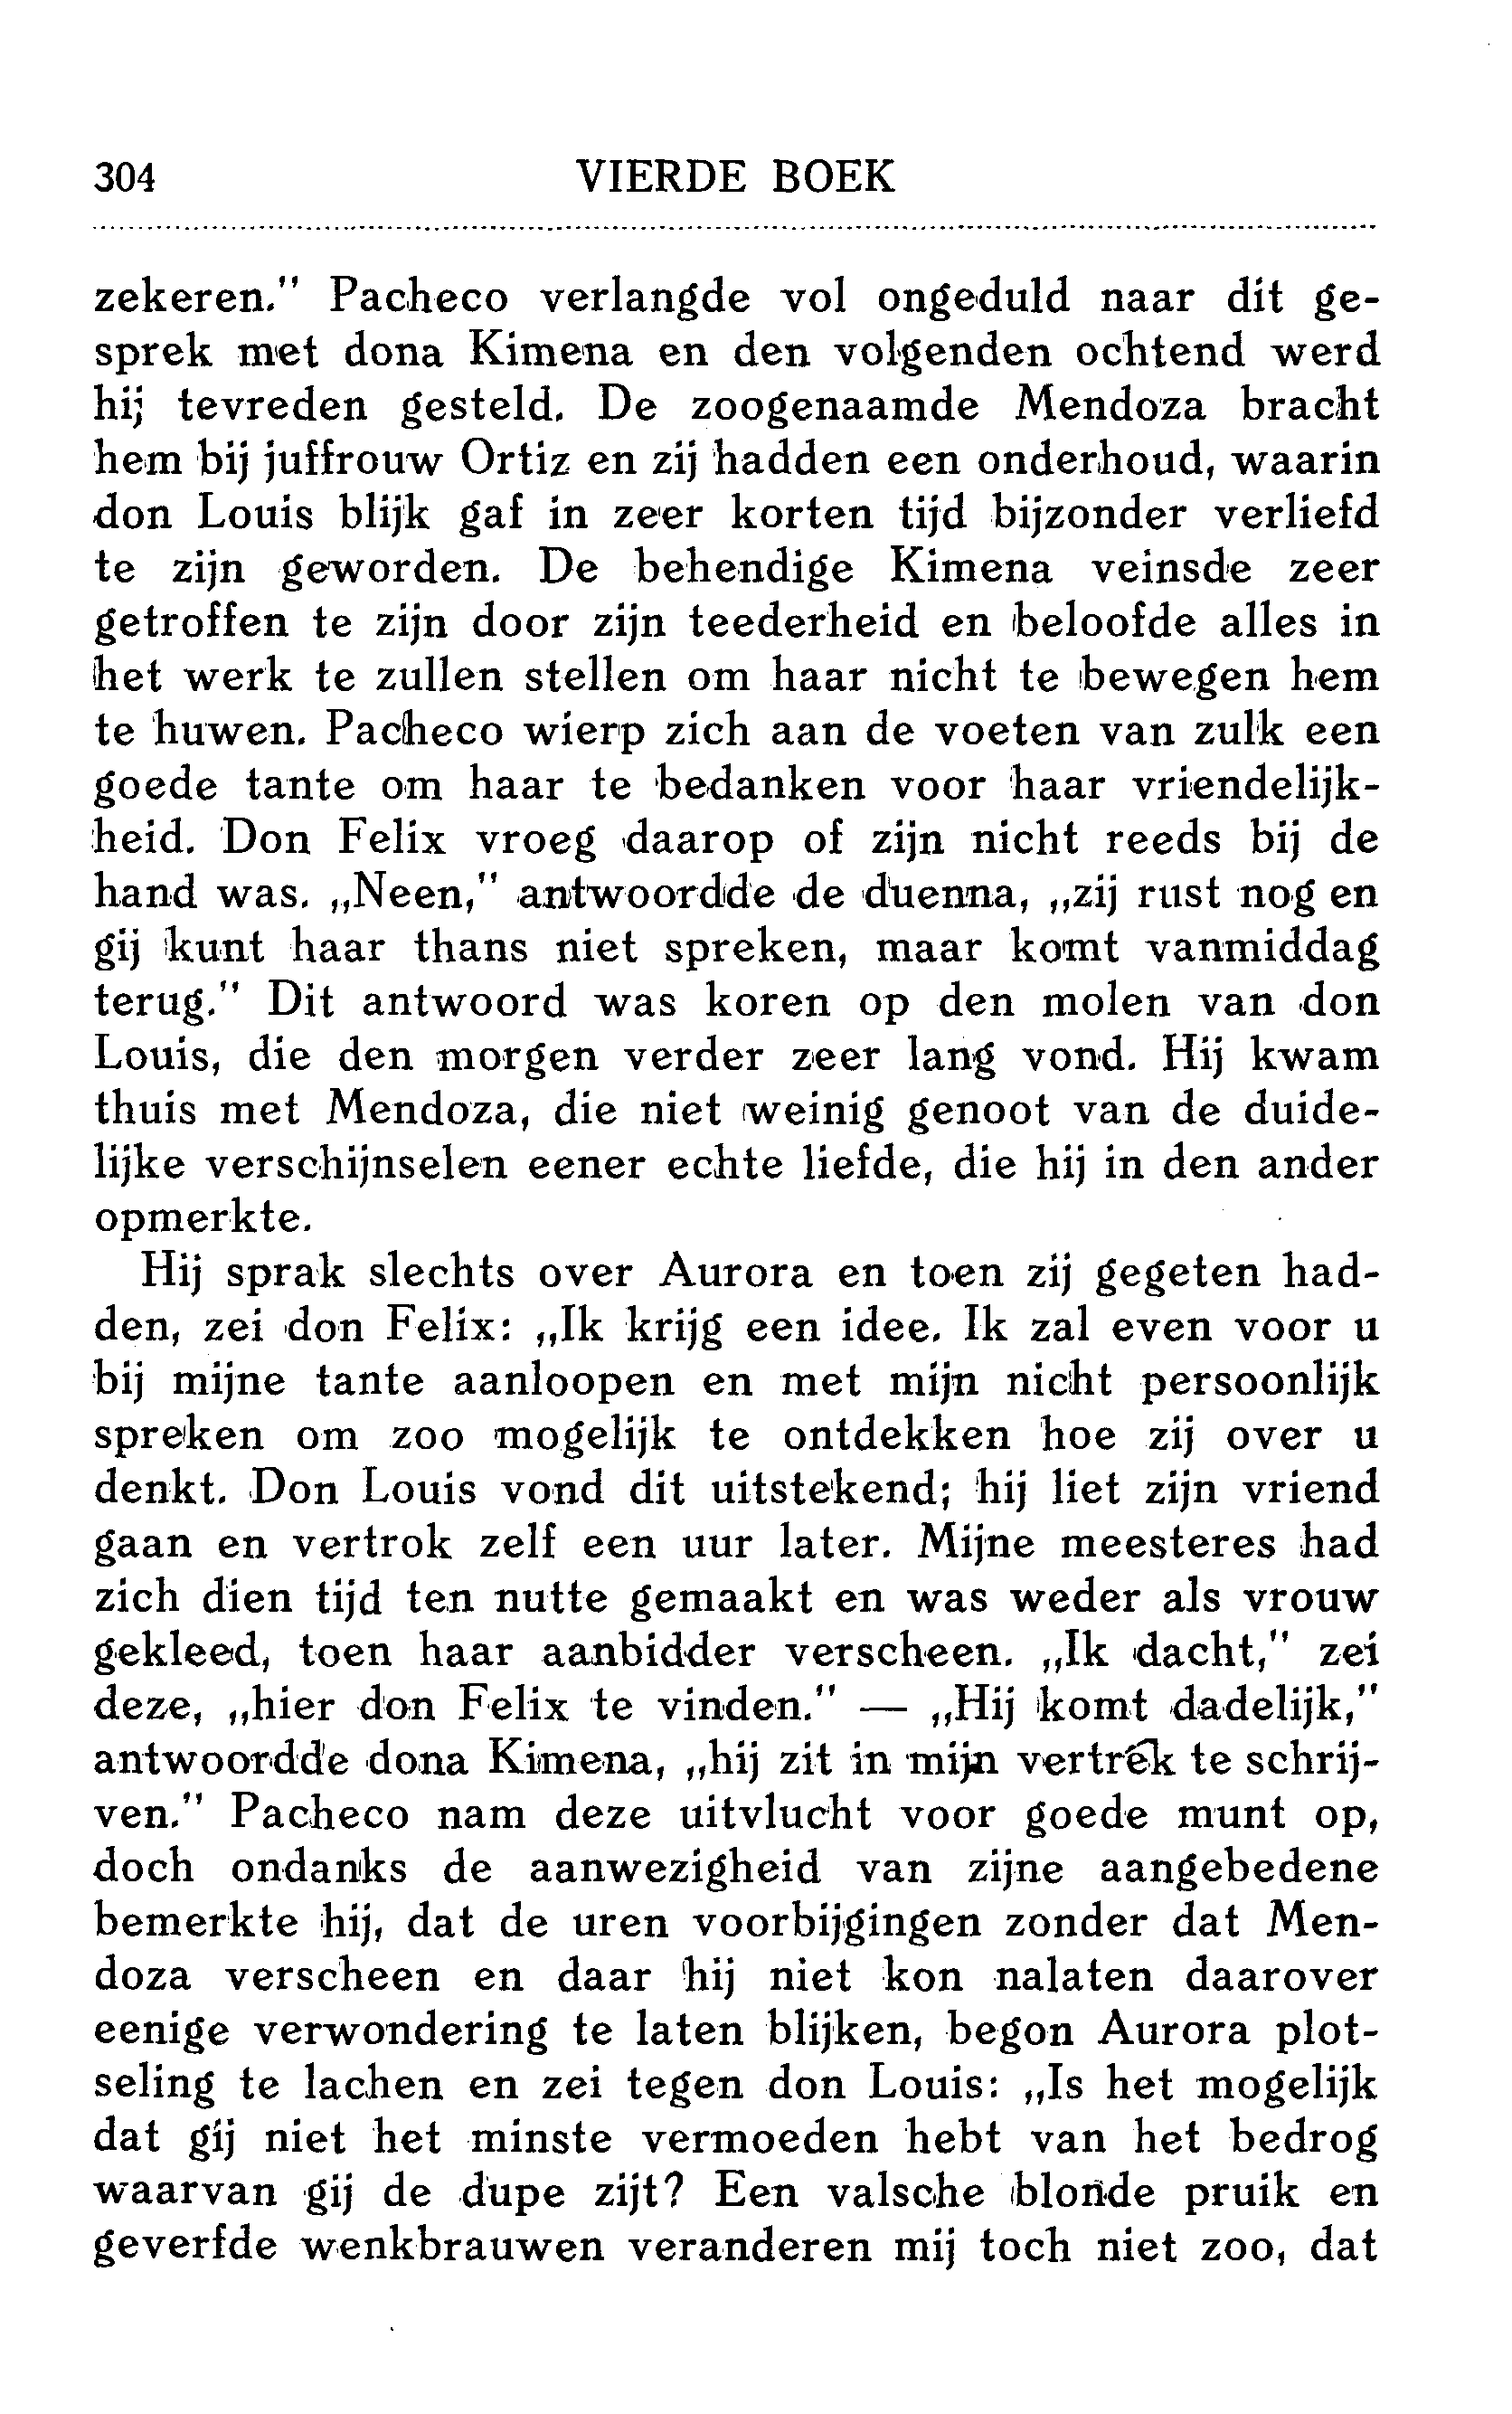 304 VIERDE BOEK
zekeren." Pacheco verlangde vol ongeduld naar dit ge-
sprek met dona Kimena en den volgenden ochtend werd
hij tevreden gesteld. De zoogenaamde Mendoza bracht
hem bij juffrouw Ortiz en zij hadden een onderhoud, waarin
don Louis blijk gaf in zeer korten tijd bijzonder verliefd
te zijn geworden. De behendige Kimena veinsde zeer
getroffen te zijn door zijn teederheid en beloofde alles in
het werk te zullen stellen om haar nicht te bewegen hem
te huwen. Pacheco wierp zich aan de voeten van zulk een
goede tante om haar te bedanken voor haar vriendelijk-
heid. Don Felix vroeg daarop of zijn nicht reeds bij de
hand was. „Neen," antwoordde de duenna, „zij rust nog en
gij kunt haar thans niet spreken, maar komt vanmiddag
terug." Dit antwoord was koren op den molen van don
Louis, die den morgen verder zeer lang vond. Hij kwam
thuis met Mendoza, die niet weinig genoot van de duide-
lijke verschijnselen eener echte liefde, die hij in den ander
opmerkte.
Hij sprak slechts over Aurora en toen zij gegeten had-
den, zei don Felix: „Ik krijg een idee. Ik zal even voor u
bij mijne tante aanloopen en met mijn nicht persoonlijk
spreken om zoo mogelijk te ontdekken hoe zij over u
denkt. Don Louis vond dit uitstekend; hij liet zijn vriend
gaan en vertrok zelf een uur later. Mijne meesteres had
zich dien tijd ten nutte gemaakt en was weder als vrouw
gekleed, toen haar aanbidder verscheen. „Ik dacht," zei
deze, „hier don Felix te vinden." — „Hij komt dadelijk,"
antwoordde dona Kimena, „hij zit in mijn vertrek te schrij-
ven." Pacheco nam deze uitvlucht voor goede munt op,
doch ondanks de aanwezigheid van zijne aangebedene
bemerkte hij, dat de uren voorbijgingen zonder dat Men-
doza verscheen en daar hij niet kon nalaten daarover
eenige verwondering te laten blijken, begon Aurora plot-
seling te lachen en zei tegen don Louis: „Is het mogelijk
dat gij niet het minste vermoeden hebt van het bedrog
waarvan gij de dupe zijt? Een valsche blonde pruik en
geverfde wenkbrauwen veranderen mij toch niet zoo, dat